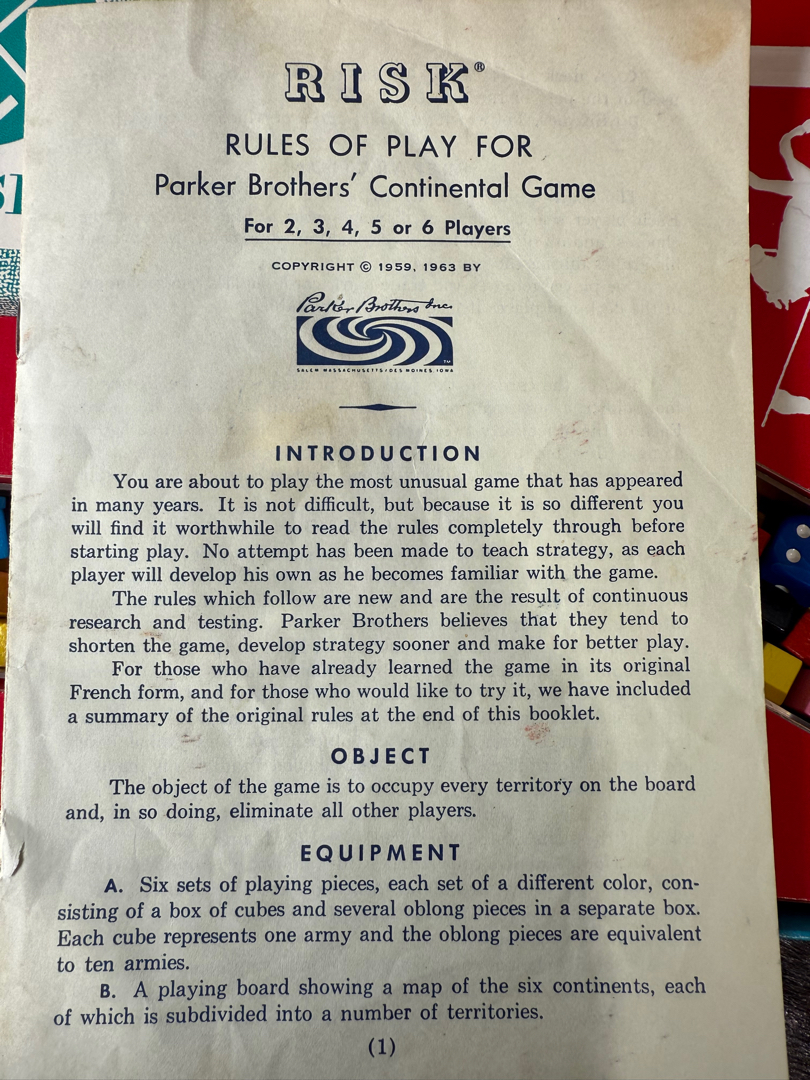 RISK®
RULES OF PLAY FOR
Parker Brothers' Continental Game
For 2, 3, 4, 5 or 6 Players
COPYRIGHT © 1959, 1963 BY
Parker Brothers Inc.
TM
SALEM MASSACHUSETTS / DES MOINES, IOWA
INTRODUCTION
You are about to play the most unusual game that has appeared
in many years. It is not difficult, but because it is so different you
will find it worthwhile to read the rules completely through before
starting play. No attempt has been made to teach strategy, as each
player will develop his own as he becomes familiar with the game.
The rules which follow are new and are the result of continuous
research and testing. Parker Brothers believes that they tend to
shorten the game, develop strategy sooner and make for better play.
For those who have already learned the game in its original
French form, and for those who would like to try it, we have included
a summary of the original rules at the end of this booklet.
OBJECT
The object of the game is to occupy every territory on the board
and, in so doing, eliminate all other players.
EQUIPMENT
A. Six sets of playing pieces, each set of a different color, con-
sisting of a box of cubes and several oblong pieces in a separate box.
Each cube represents one army and the oblong pieces are equivalent
to ten armies.
B. A playing board showing a map of the six continents, each
of which is subdivided into a number of territories.
(1)